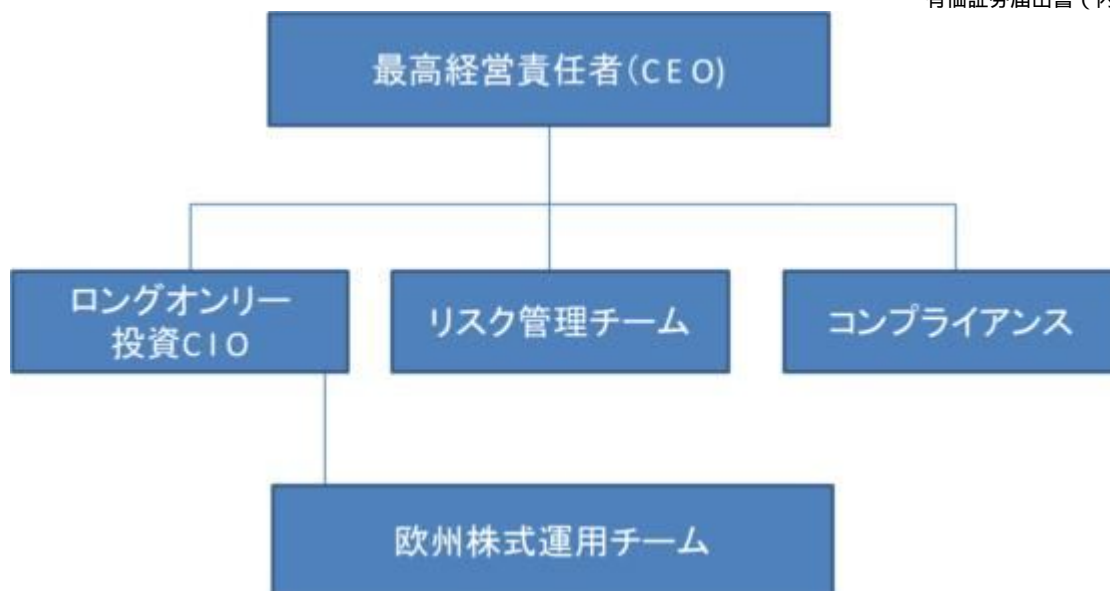 最高経営責任者(CEO)
ロングオンリー
投資CIO
リスク管理チーム
コンプライアンス
欧州株式運用チーム